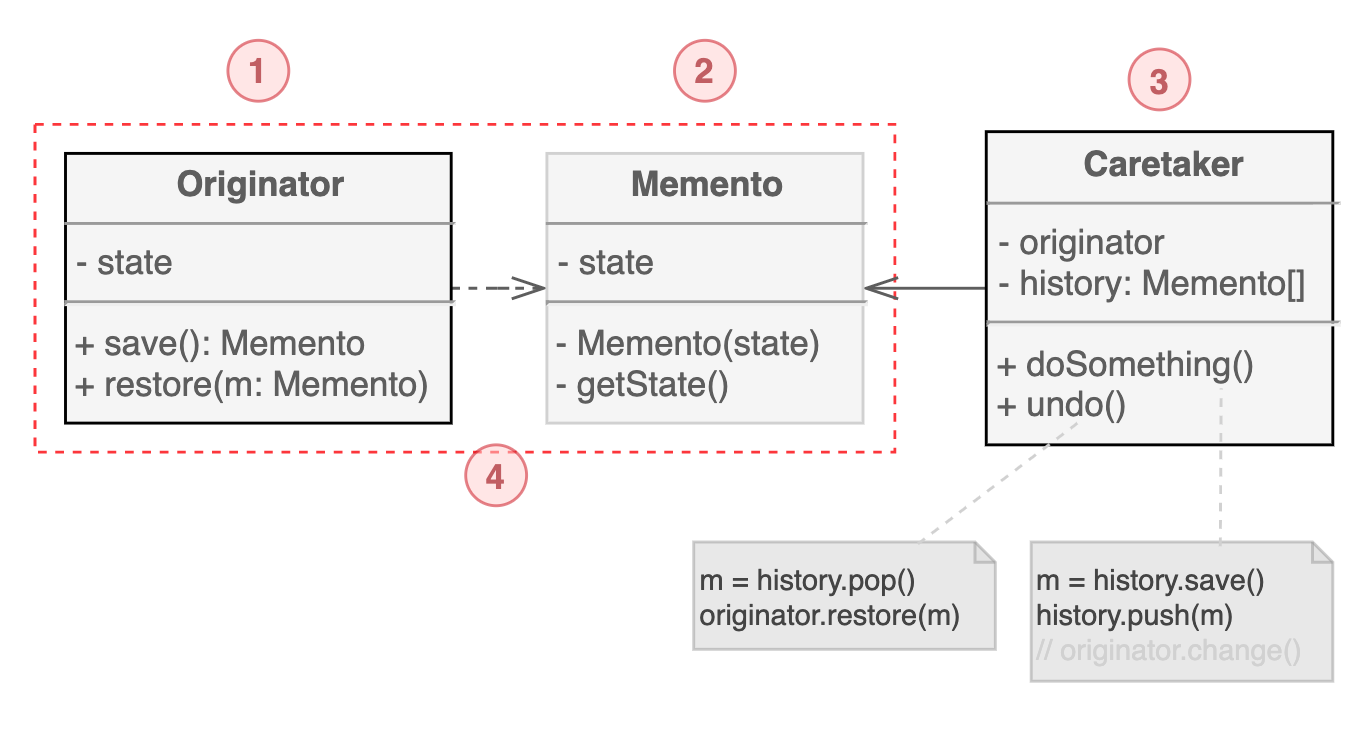 1
2
3
Originator
- state
+ save(): Memento
+ restore(m: Memento)
Memento
- state
- Memento(state)
- getState()
Caretaker
- originator
- history: Memento[]
+ doSomething()
+ undo()
4
m = history.pop()
originator.restore(m)
m = history.save()
history.push(m)
// originator.change()